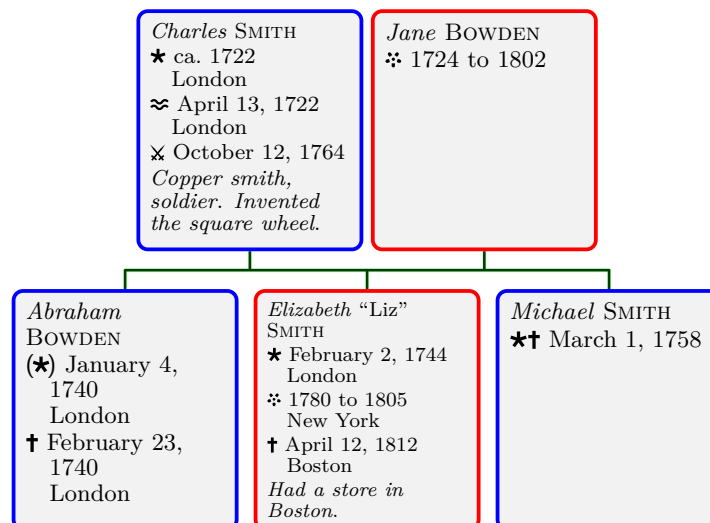 Charles SMITH
★ ca. 1722
London
≈ April 13, 1722
London
⚔ October 12, 1764
Copper smith,
soldier. Invented
the square wheel.
Jane BOWDEN
፨ 1724 to 1802
Abraham
BOWDEN
(★) January 4,
1740
London
† February 23,
1740
London
Elizabeth “Liz”
SMITH
★ February 2, 1744
London
፨ 1780 to 1805
New York
† April 12, 1812
Boston
Had a store in
Boston.
Michael SMITH
★† March 1, 1758